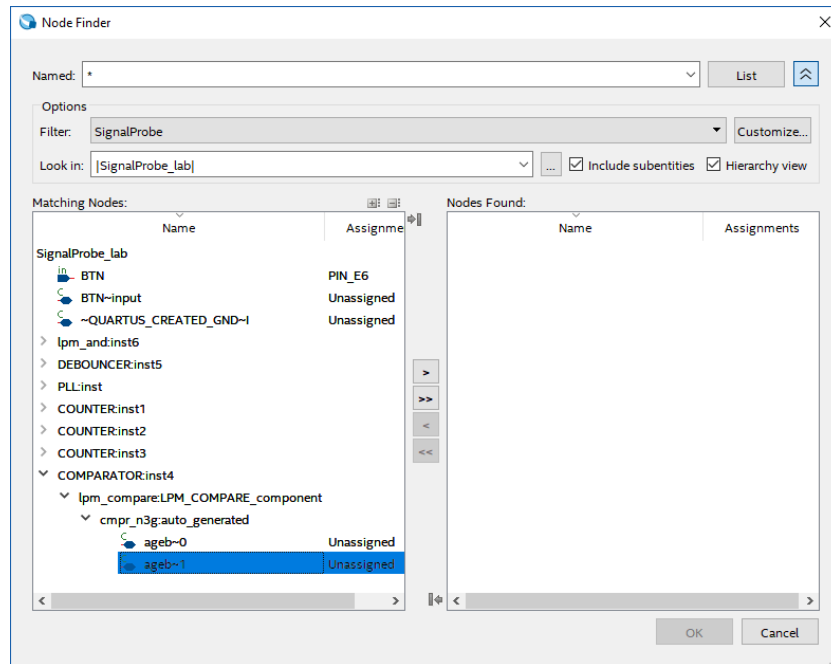 Node Finder
Named: * List
Options
Filter: SignalProbe Customize...
Look in: |SignalProbe_lab| ... Include subentities Hierarchy view
Matching Nodes: Nodes Found:
Name Assignme Name Assignments
SignalProbe_lab
in BTN PIN_E6
C BTN~input Unassigned
C ~QUARTUS_CREATED_GND~I Unassigned
lpm_and:inst6
DEBOUNCER:inst5
PLL:inst
COUNTER:inst1
COUNTER:inst2
COUNTER:inst3
COMPARATOR:inst4
lpm_compare:LPM_COMPARE_component
cmpr_n3g:auto_generated
C ageb~0 Unassigned
ageb~1 Unassigned
>
>>
<
<<
OK Cancel